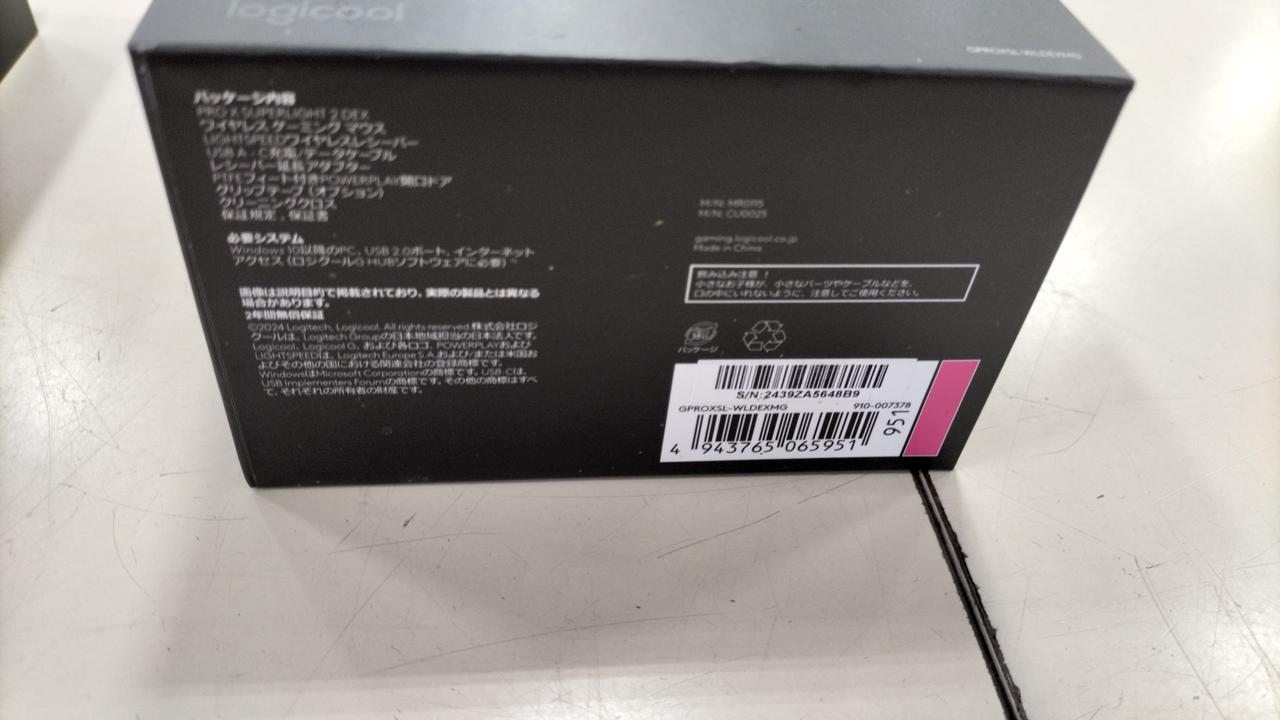 logicool
GPROXSL-WLDEXMG
パッケージ内容
PRO X SUPERLIGHT 2 DEX
ワイヤレス ゲーミング マウス
LIGHTSPEEDワイヤレスレシーバー
USB A - C充電/データケーブル
レシーバー延長アダプター
PTFEフィート付きPOWERPLAY開口ドア
グリップテープ (オプション)
クリーニングクロス
保証規定 , 保証書
必要システム
Windows 10以降のPC、USB 2.0ポート、インターネット
アクセス (ロジクールG HUBソフトウェアに必要)
画像は説明目的で掲載されており、実際の製品とは異なる
場合があります。
2年間無償保証
©2024 Logitech, Logicool. All rights reserved.株式会社ロジ
クールは、Logitech Groupの日本地域担当の日本法人です。
Logicool、Logicool G、および各ロゴ、POWERPLAYおよび
LIGHTSPEEDは、Logitech Europe S.A.および/または米国お
よびその他の国における関連会社の登録商標です。
WindowsはMicrosoft Corporationの商標です。USB-Cは、
USB Implementers Forumの商標です。その他の商標はすべ
て、それぞれの所有者の財産です。
M/N: MR0115
M/N: CU0025
gaming.logicool.co.jp
Made in China
飲み込み注意 !
小さなお子様が、小さなパーツやケーブルなどを、
口の中にいれないように、注意してご使用ください。
パッケージ
S/N:2439ZA5648B9
GPROXSL-WLDEXMG 910-007378
4 943765 065951
951